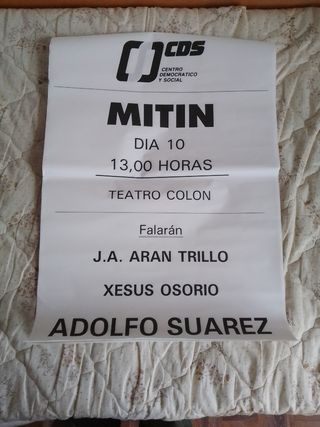 CDS
CENTRO
DEMOCRATICO
Y SOCIAL
MITIN
DIA 10
13,00 HORAS
TEATRO COLON
Falarán
J.A. ARAN TRILLO
XESUS OSORIO
ADOLFO SUAREZ